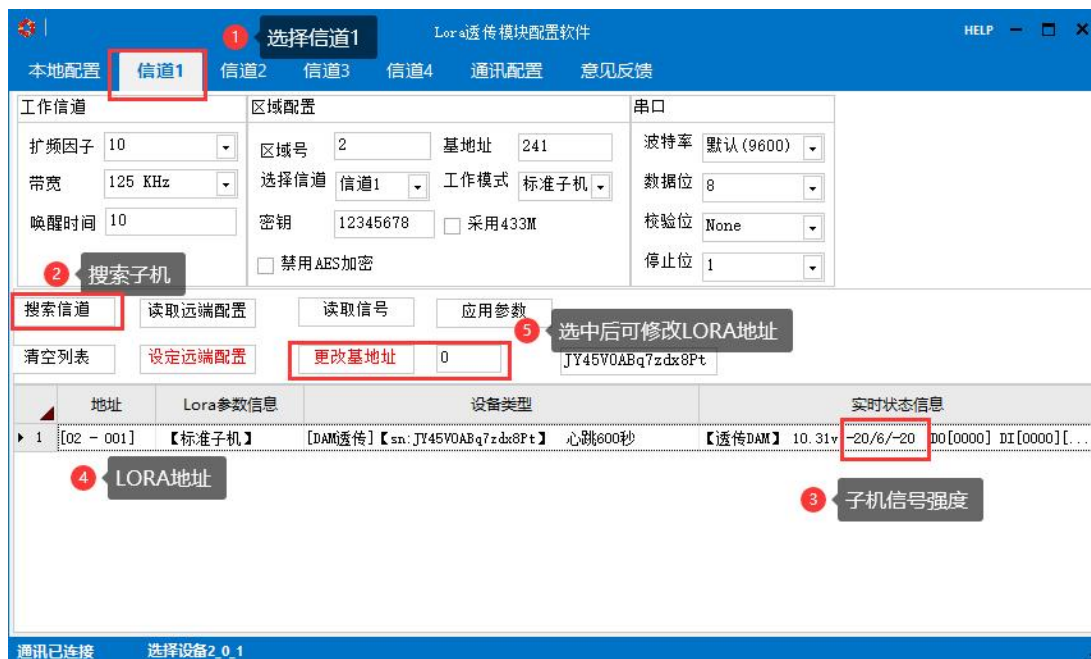 1 选择信道1 Lora透传模块配置软件 HELP
本地配置 信道1 信道2 信道3 信道4 通讯配置 意见反馈
工作信道 区域配置 串口
扩频因子 10 区域号 2 基地址 241 波特率 默认(9600)
带宽 125 KHz 选择信道 信道1 工作模式 标准子机 数据位 8
唤醒时间 10 密钥 12345678 采用433M 校验位 None
2 搜索子机 禁用AES加密 停止位 1
搜索信道 读取远端配置 读取信号 应用参数
5 选中后可修改LORA地址
清空列表 设定远端配置 更改基地址 0 JY45V0ABq7zdx8Pt
地址 Lora参数信息 设备类型 实时状态信息
1 [02 - 001] 【标准子机】 [DAM透传]【sn:JY45V0ABq7zdx8Pt】 心跳600秒 【透传DAM】 10.31v -20/6/-20 DO[0000] DI[0000][...
4 LORA地址
3 子机信号强度
通讯已连接 选择设备2_0_1